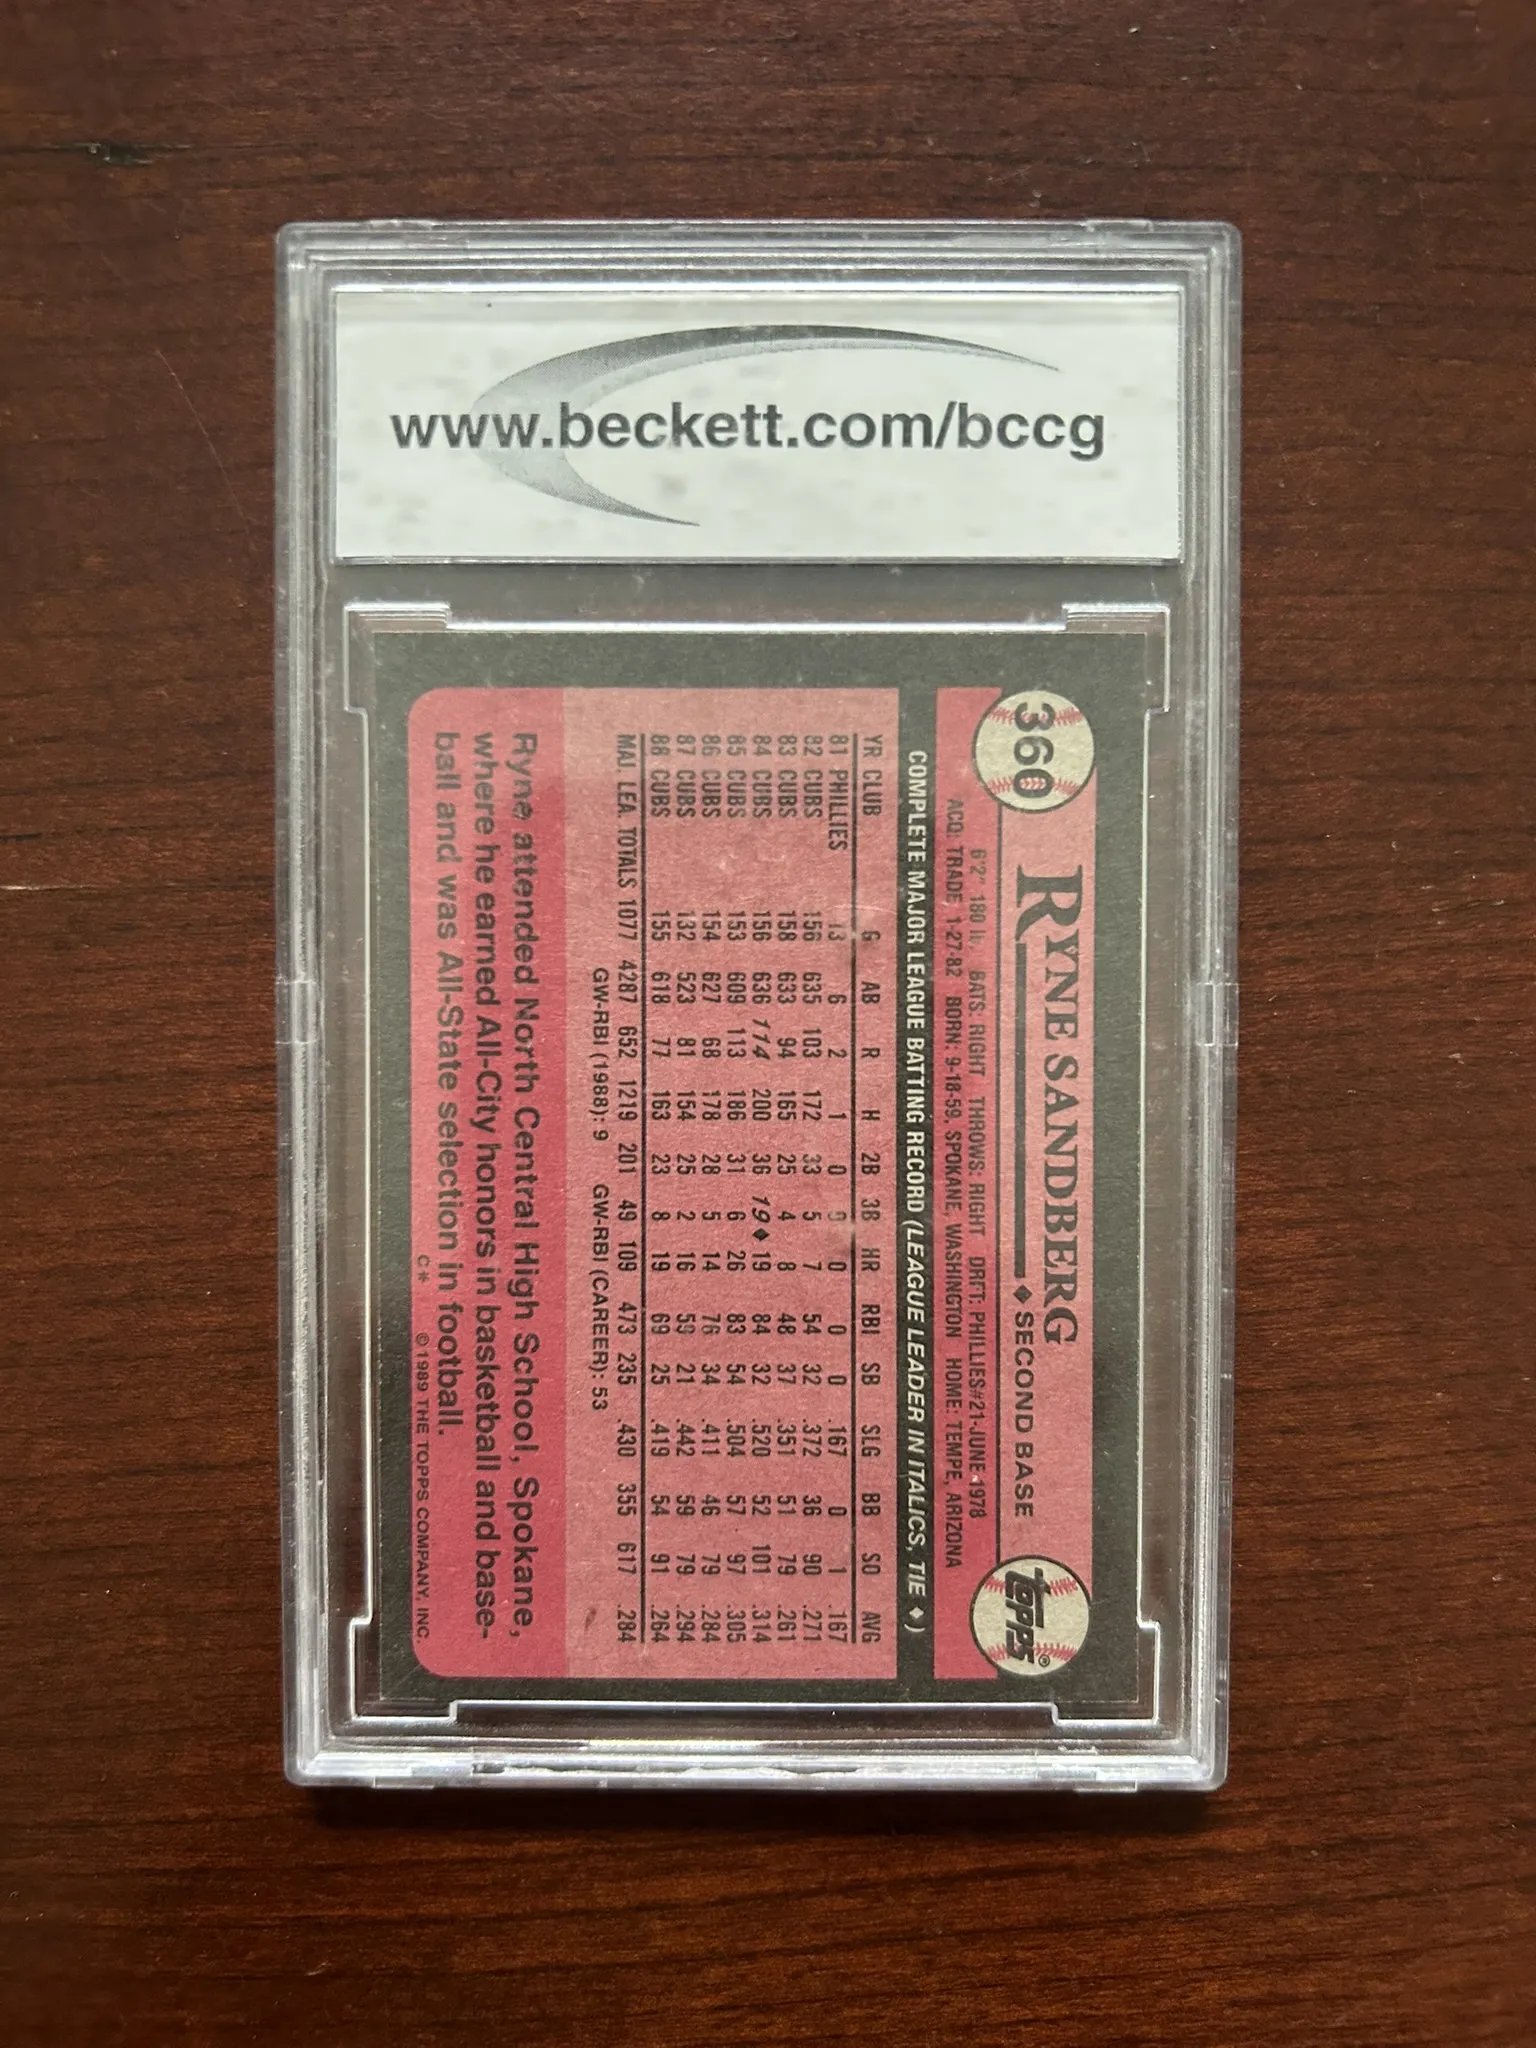 www.beckett.com/bccg
360
RYNE SANDBERG
♦SECOND BASE
TOPPS®
6'2" 180 lb. BATS: RIGHT THROWS: RIGHT DRFT: PHILLIES#21-JUNE 1978
ACQ: TRADE, 1-27-82 BORN: 9-18-59, SPOKANE, WASHINGTON HOME: TEMPE, ARIZONA
COMPLETE MAJOR LEAGUE BATTING RECORD (LEAGUE LEADER IN ITALICS, TIE ♦)
YR CLUB G AB R H 2B 3B HR RBI SB SLG BB SO AVG
81 PHILLIES 13 6 2 1 0 0 0 0 0 .167 0 1 .167
82 CUBS 156 635 103 172 33 5 7 54 32 .372 36 90 .271
83 CUBS 158 633 94 165 25 4 8 48 37 .351 51 79 .261
84 CUBS 156 636 114 200 36 19♦ 19 84 32 .520 52 101 .314
85 CUBS 153 609 113 186 31 6 26 83 54 .504 57 97 .305
86 CUBS 154 627 68 178 28 5 14 76 34 .411 46 79 .284
87 CUBS 132 523 81 154 25 2 16 59 21 .442 59 79 .294
88 CUBS 155 618 77 163 23 8 19 69 25 .419 54 91 .264
MAJ. LEA. TOTALS 1077 4287 652 1219 201 49 109 473 235 .430 355 617 .284
GW-RBI (1988): 9 GW-RBI (CAREER): 53
Ryne attended North Central High School, Spokane,
where he earned All-City honors in basketball and base-
ball and was All-State selection in football.
C* © 1989 THE TOPPS COMPANY, INC.